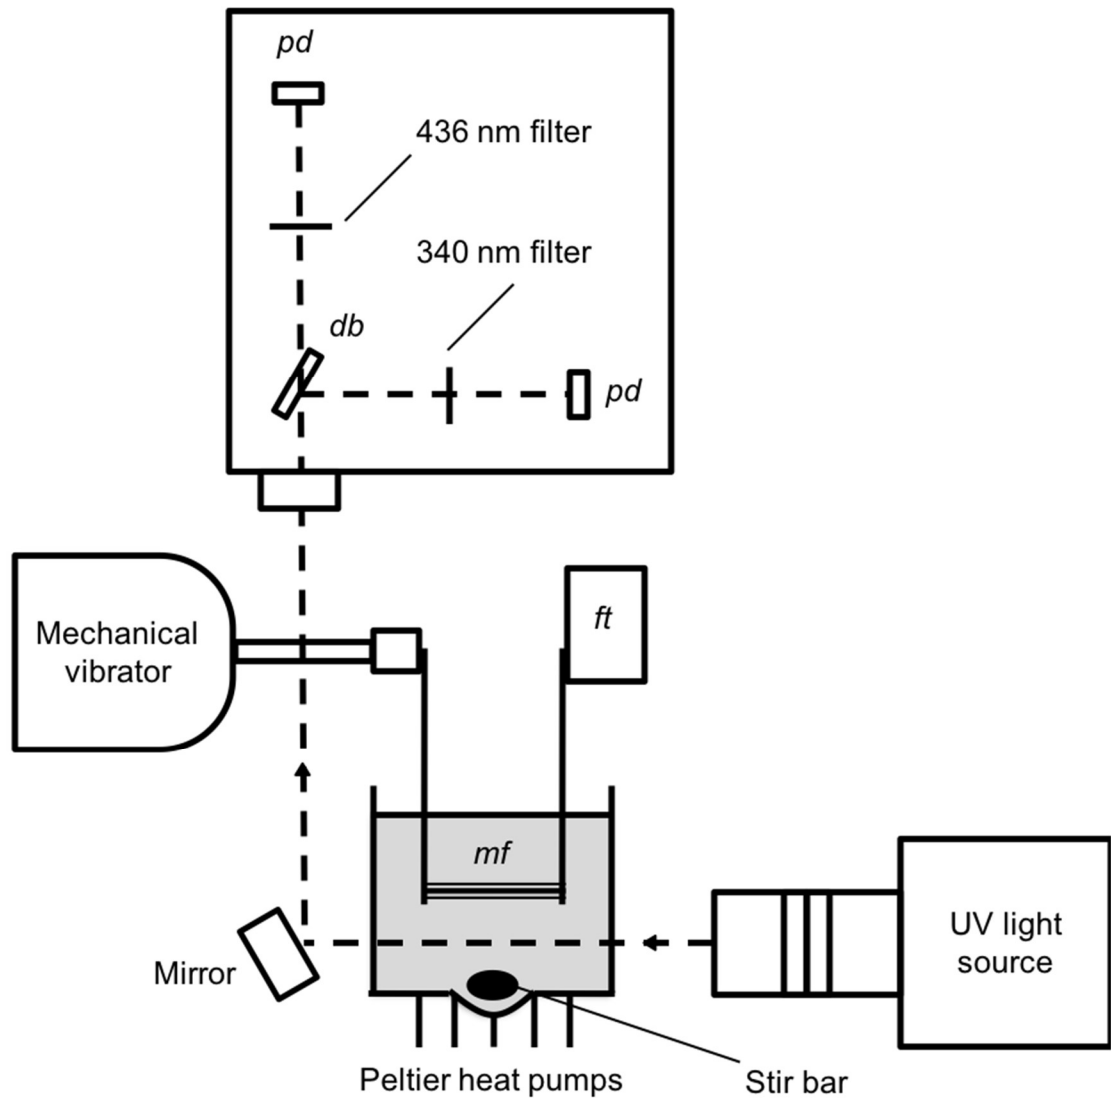 pd
436 nm filter
340 nm filter
db
pd
ft
Mechanical
vibrator
mf
UV light
source
Mirror
Peltier heat pumps
Stir bar